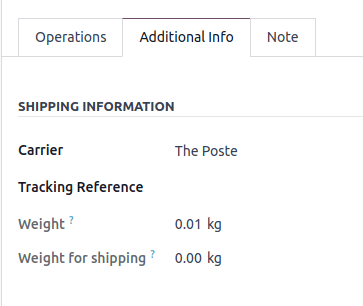 Operations Additional Info Note
SHIPPING INFORMATION
Carrier The Poste
Tracking Reference
Weight ? 0.01 kg
Weight for shipping ? 0.00 kg